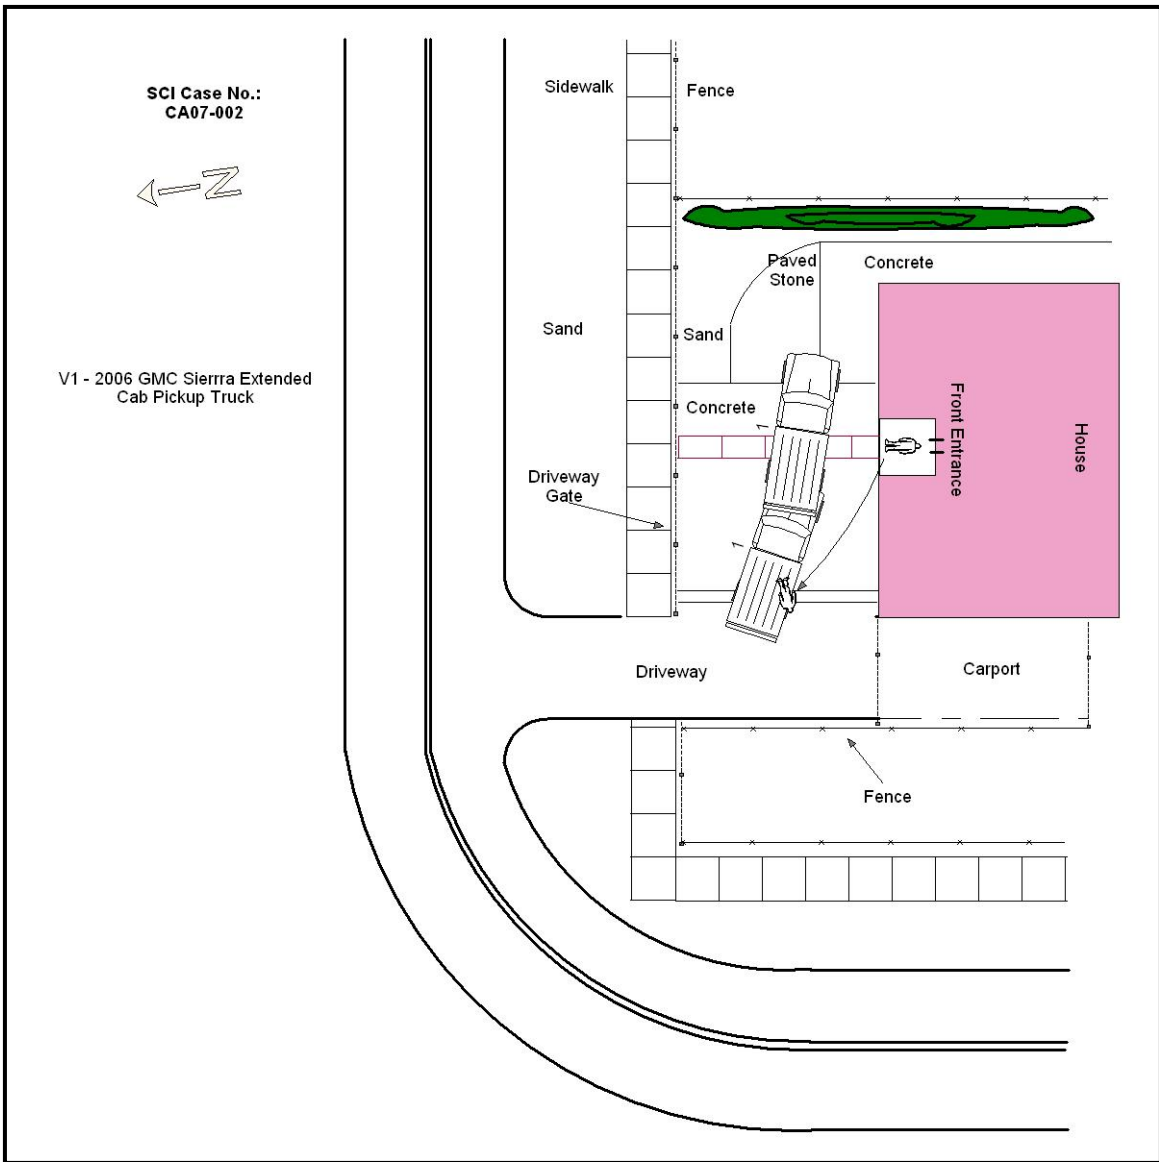 SCI Case No.:
CA07-002
N
V1 - 2006 GMC Sierrra Extended
Cab Pickup Truck
Sidewalk
Fence
Paved
Stone
Concrete
Sand
Sand
Concrete
1
Front Entrance
House
Driveway
Gate
1
Driveway
Carport
Fence